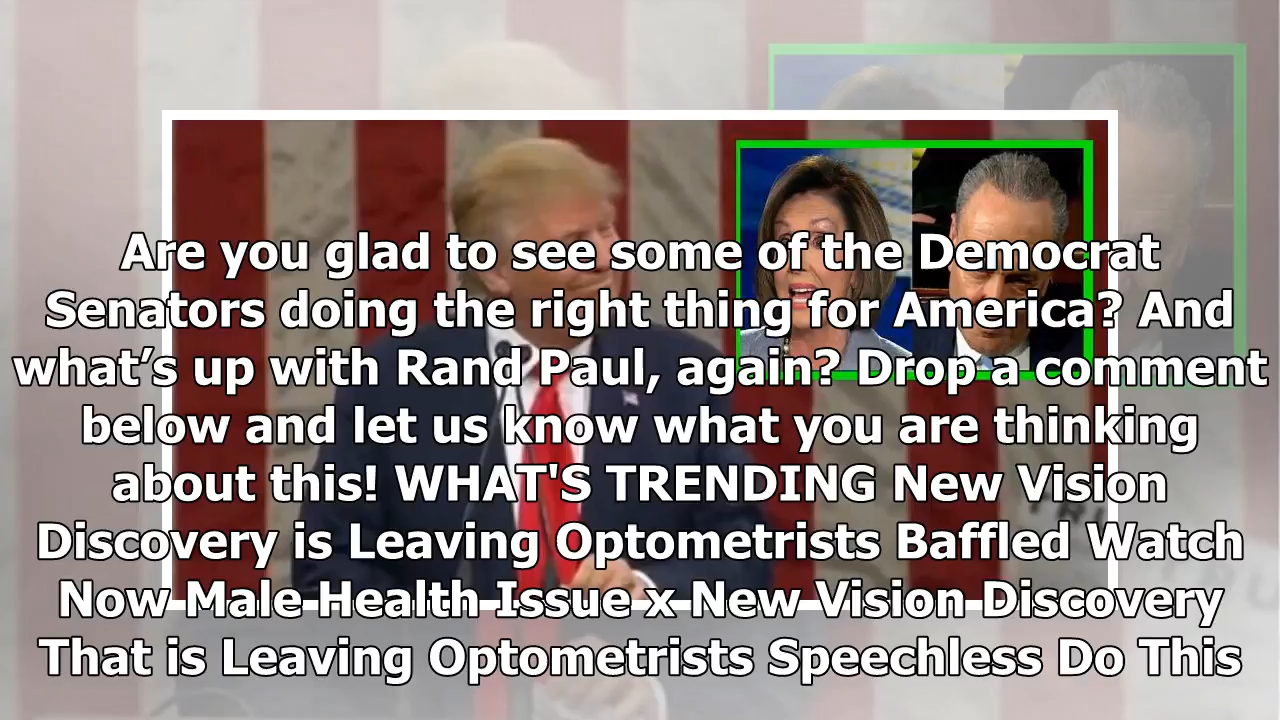 Are you glad to see some of the Democrat
Senators doing the right thing for America? And
what’s up with Rand Paul, again? Drop a comment
below and let us know what you are thinking
about this! WHAT'S TRENDING New Vision
Discovery is Leaving Optometrists Baffled Watch
Now Male Health Issue x New Vision Discovery
That is Leaving Optometrists Speechless Do This